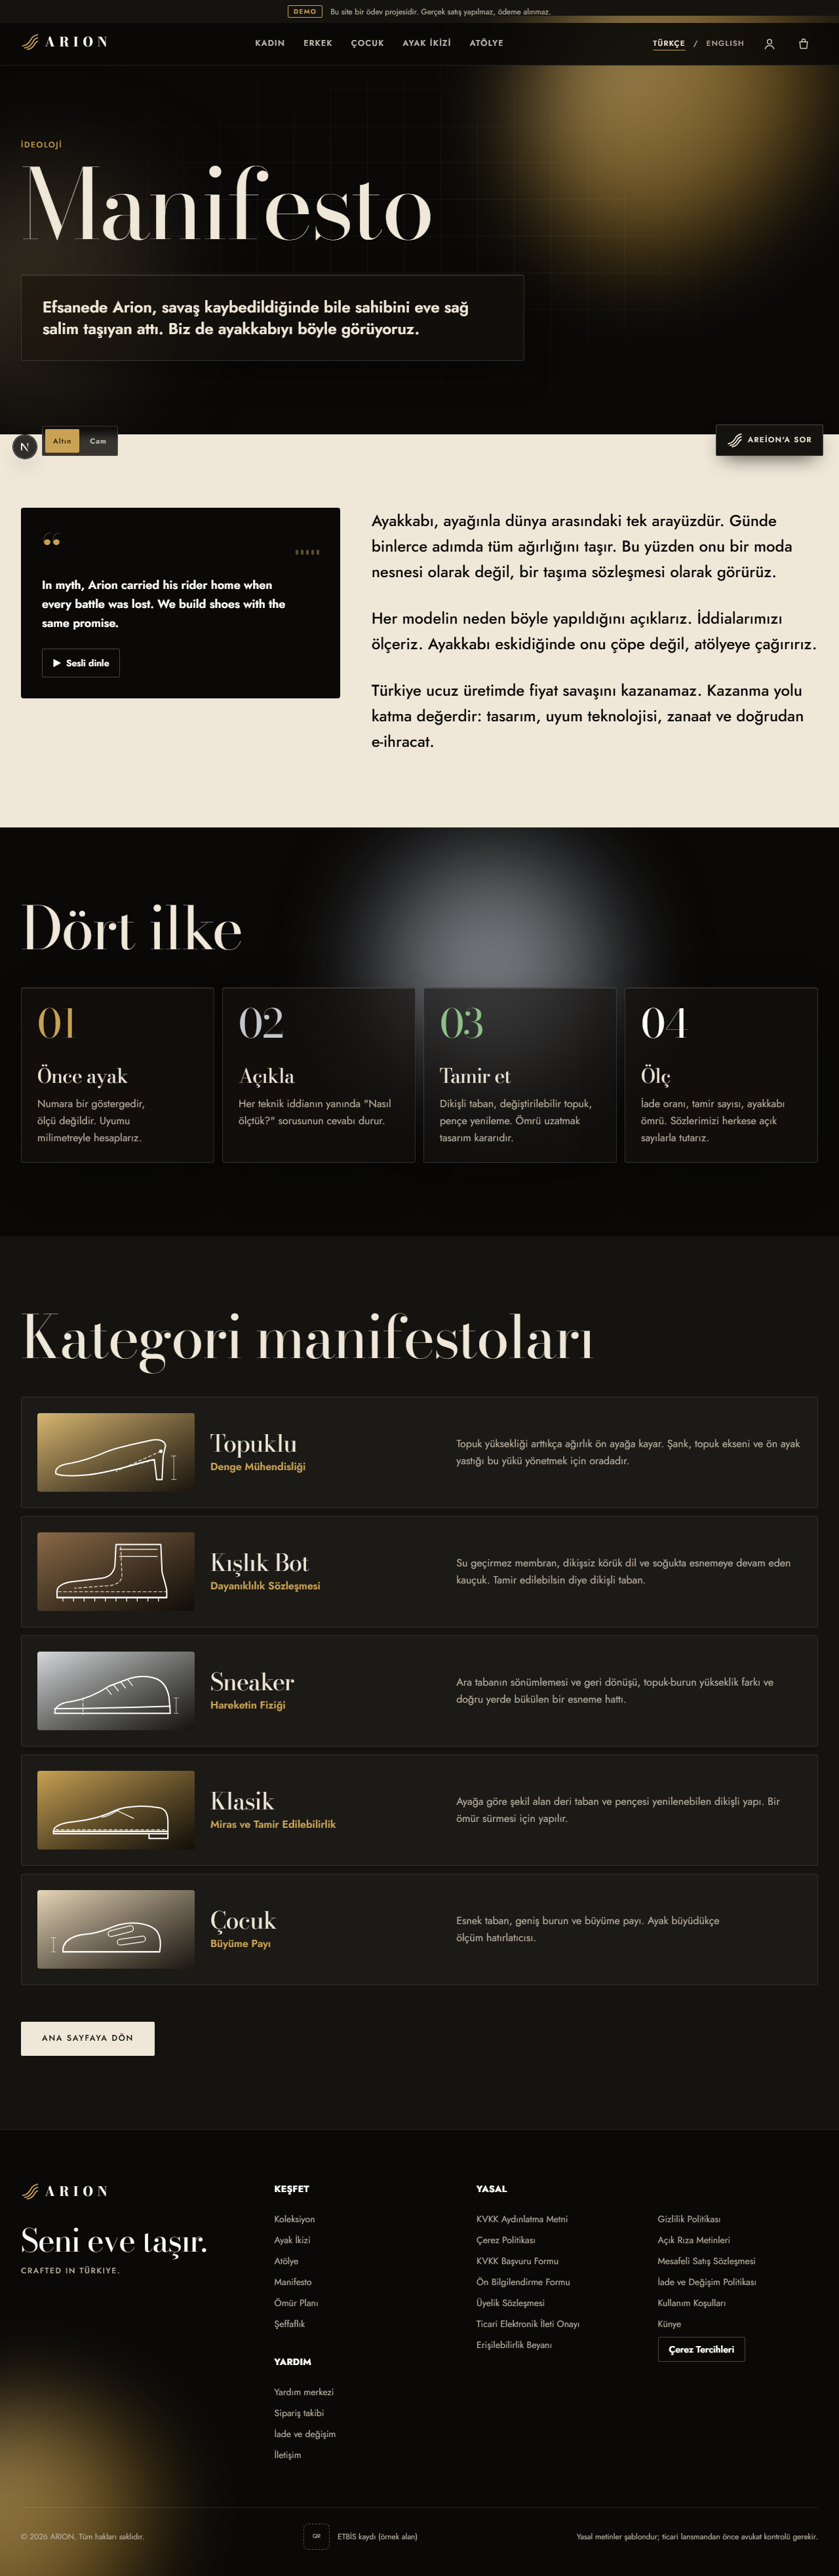 DEMO Bu site bir ödev projesidir. Gerçek satış yapılmaz, ödeme alınmaz.
ARION
KADIN ERKEK ÇOCUK AYAK İKİZİ ATÖLYE
TÜRKÇE / ENGLISH
İDEOLOJİ
Manifesto
Efsanede Arion, savaş kaybedildiğinde bile sahibini eve sağ
salim taşıyan attı. Biz de ayakkabıyı böyle görüyoruz.
N
Altın Cam
AREİON'A SOR
“
In myth, Arion carried his rider home when
every battle was lost. We build shoes with the
same promise.
Sesli dinle
Ayakkabı, ayağınla dünya arasındaki tek arayüzdür. Günde
binlerce adımda tüm ağırlığını taşır. Bu yüzden onu bir moda
nesnesi olarak değil, bir taşıma sözleşmesi olarak görürüz.
Her modelin neden böyle yapıldığını açıklarız. İddialarımızı
ölçeriz. Ayakkabı eskidiğinde onu çöpe değil, atölyeye çağırırız.
Türkiye ucuz üretimde fiyat savaşını kazanamaz. Kazanma yolu
katma değerdir: tasarım, uyum teknolojisi, zanaat ve doğrudan
e-ihracat.
Dört ilke
01
Önce ayak
Numara bir göstergedir,
ölçü değildir. Uyumu
milimetreyle hesaplarız.
02
Açıkla
Her teknik iddianın yanında "Nasıl
ölçtük?" sorusunun cevabı durur.
03
Tamir et
Dikişli taban, değiştirilebilir topuk,
pençe yenileme. Ömrü uzatmak
tasarım kararıdır.
04
Ölç
İade oranı, tamir sayısı, ayakkabı
ömrü. Sözlerimizi herkese açık
sayılarla tutarız.
Kategori manifestoları
Topuklu
Denge Mühendisliği
Topuk yüksekliği arttıkça ağırlık ön ayağa kayar. Şank, topuk ekseni ve ön ayak
yastığı bu yükü yönetmek için oradadır.
Kışlık Bot
Dayanıklılık Sözleşmesi
Su geçirmez membran, dikişsiz körük dil ve soğukta esnemeye devam eden
kauçuk. Tamir edilebilsin diye dikişli taban.
Sneaker
Hareketin Fiziği
Ara tabanın sönümlemesi ve geri dönüşü, topuk-burun yükseklik farkı ve
doğru yerde bükülen bir esneme hattı.
Klasik
Miras ve Tamir Edilebilirlik
Ayağa göre şekil alan deri taban ve pençesi yenilenebilen dikişli yapı. Bir
ömür sürmesi için yapılır.
Çocuk
Büyüme Payı
Esnek taban, geniş burun ve büyüme payı. Ayak büyüdükçe
ölçüm hatırlatıcısı.
ANA SAYFAYA DÖN
ARION
Seni eve taşır.
CRAFTED IN TÜRKIYE.
KEŞFET
Koleksiyon
Ayak İkizi
Atölye
Manifesto
Ömür Planı
Şeffaflık
YARDIM
Yardım merkezi
Sipariş takibi
İade ve değişim
İletişim
YASAL
KVKK Aydınlatma Metni
Çerez Politikası
KVKK Başvuru Formu
Ön Bilgilendirme Formu
Üyelik Sözleşmesi
Ticari Elektronik İleti Onayı
Erişilebilirlik Beyanı
Gizlilik Politikası
Açık Rıza Metinleri
Mesafeli Satış Sözleşmesi
İade ve Değişim Politikası
Kullanım Koşulları
Künye
Çerez Tercihleri
© 2026 ARION. Tüm hakları saklıdır.
QR ETBİS kaydı (örnek alan)
Yasal metinler şablondur; ticari lansmandan önce avukat kontrolü gerekir.